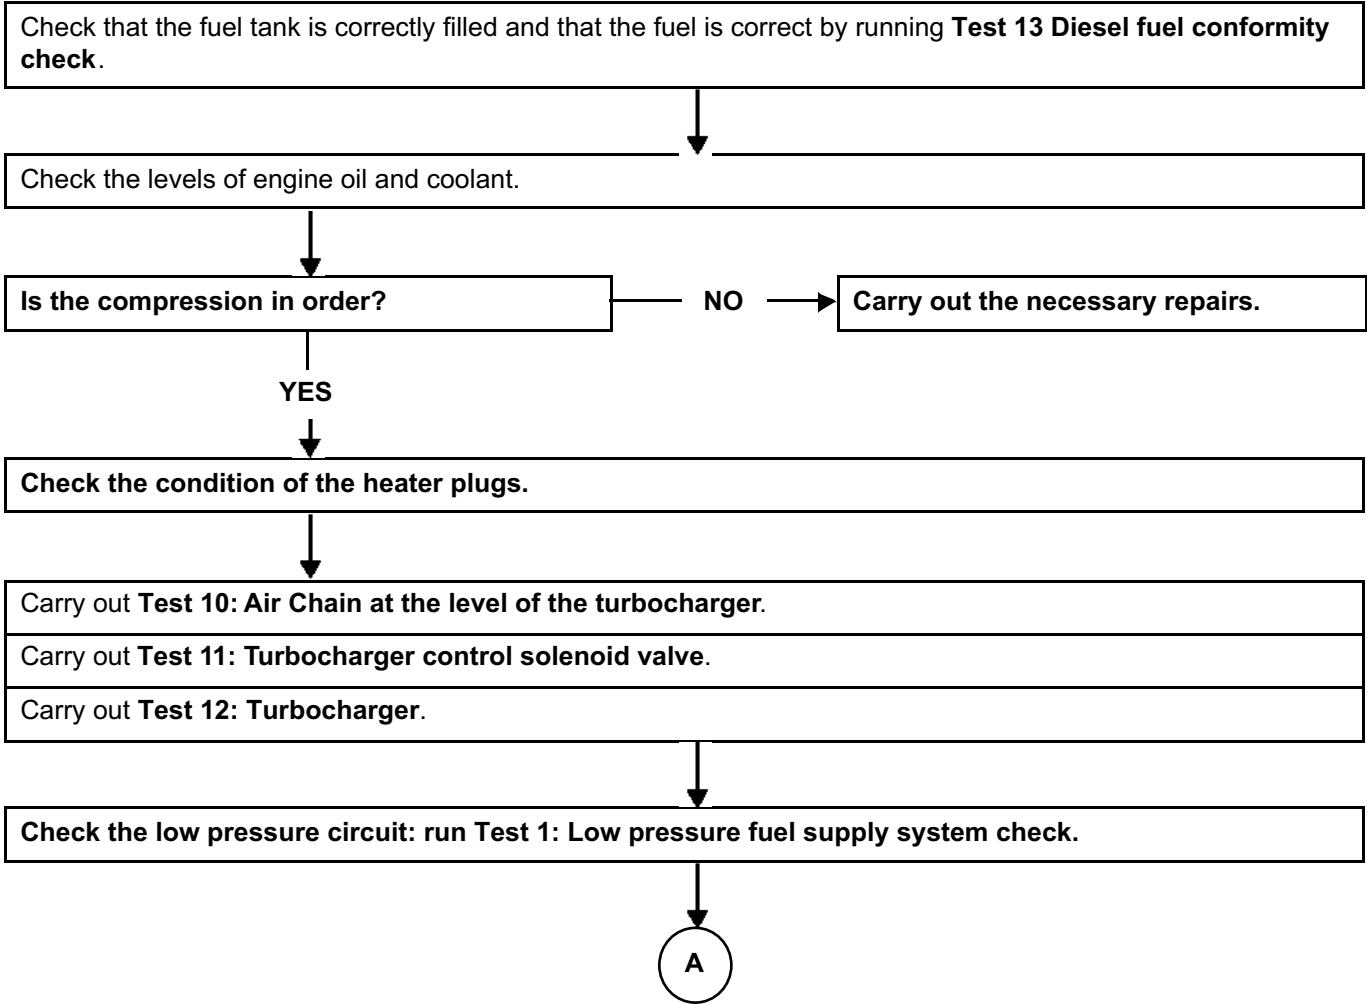 Check that the fuel tank is correctly filled and that the fuel is correct by running Test 13 Diesel fuel conformity
check.
Check the levels of engine oil and coolant.
Is the compression in order?
NO
Carry out the necessary repairs.
YES
Check the condition of the heater plugs.
Carry out Test 10: Air Chain at the level of the turbocharger.
Carry out Test 11: Turbocharger control solenoid valve.
Carry out Test 12: Turbocharger.
Check the low pressure circuit: run Test 1: Low pressure fuel supply system check.
A